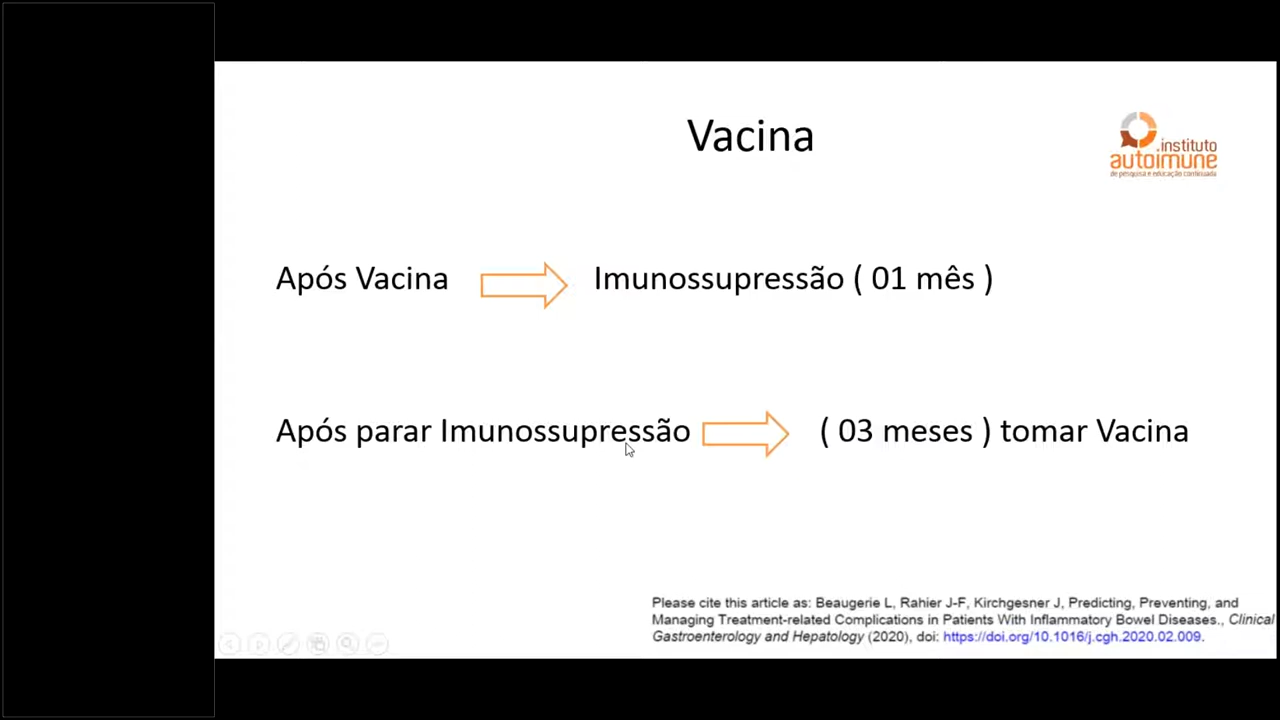 Vacina
.instituto
autoimune
de pesquisa e educação continuada
Após Vacina Imunossupressão ( 01 mês )
Após parar Imunossupressão ( 03 meses ) tomar Vacina
Please cite this article as: Beaugerie L, Rahier J-F, Kirchgesner J, Predicting, Preventing, and
Managing Treatment-related Complications in Patients With Inflammatory Bowel Diseases., Clinical
Gastroenterology and Hepatology (2020), doi: https://doi.org/10.1016/j.cgh.2020.02.009.